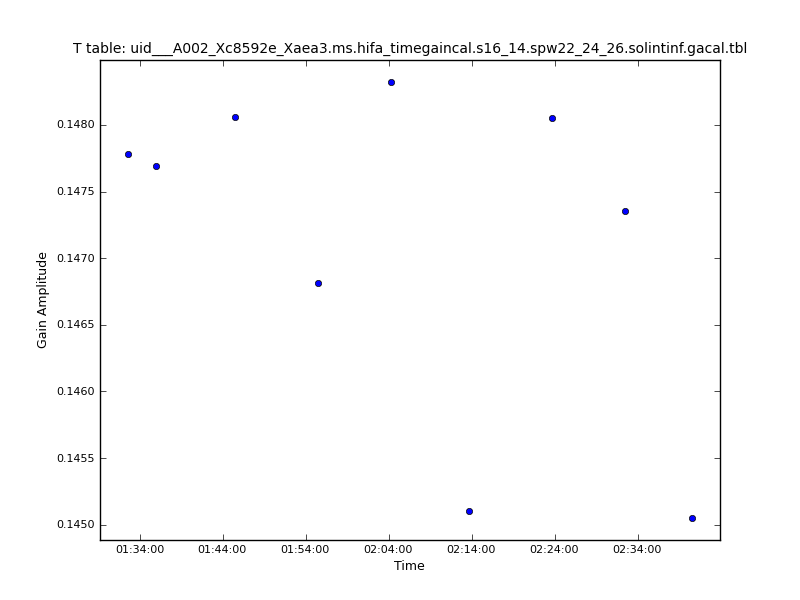 T table: uid___A002_Xc8592e_Xaea3.ms.hifa_timegaincal.s16_14.spw22_24_26.solintinf.gacal.tbl
0.1480
0.1475
0.1470
0.1465
0.1460
0.1455
0.1450
Gain Amplitude
01:34:00 01:44:00 01:54:00 02:04:00 02:14:00 02:24:00 02:34:00
Time